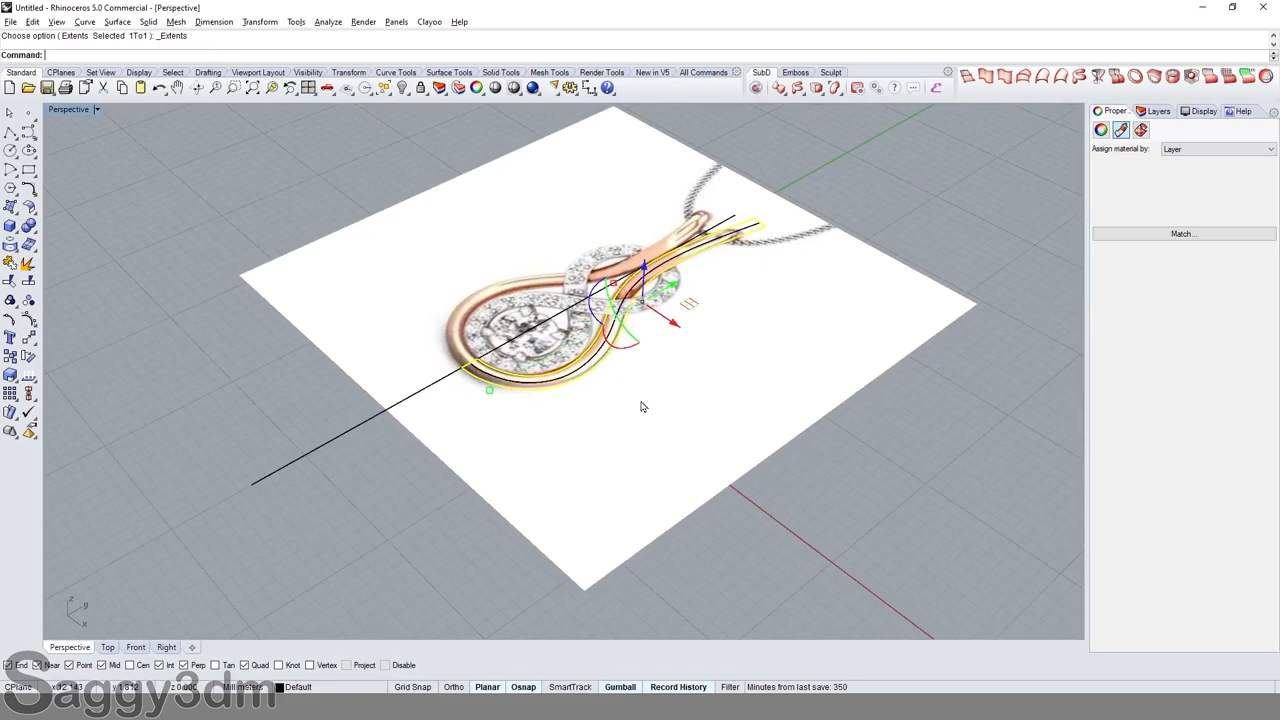 Untitled - Rhinoceros 5.0 Commercial - [Perspective]
File Edit View Curve Surface Solid Mesh Dimension Transform Tools Analyze Render Panels Clayoo Help
Choose option ( Extents Selected 1To1 ): _Extents
Command:
Standard CPlanes Set View Display Select Drafting Viewport Layout Visibility Transform Curve Tools Surface Tools Solid Tools Mesh Tools Render Tools New in V5 All Commands SubD Emboss Sculpt
Perspective
Proper... Layers Display Help
Assign material by: Layer
Match...
z
y
x
Perspective Top Front Right
End Near Point Mid Cen Int Perp Tan Quad Knot Vertex Project Disable
CPlane Millimeters Default Grid Snap Ortho Planar Osnap SmartTrack Gumball Record History Filter Minutes from last save: 350
Saggy3dm